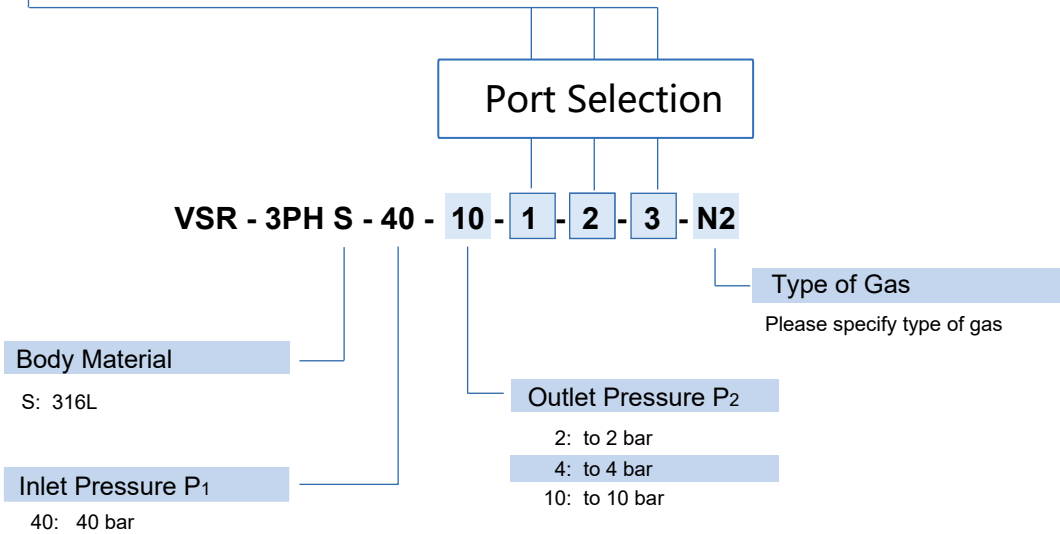 Port Selection
VSR - 3PH S - 40 - 10 - 1 - 2 - 3 - N2
Type of Gas
Please specify type of gas
Body Material
S: 316L
Outlet Pressure P2
2: to 2 bar
4: to 4 bar
10: to 10 bar
Inlet Pressure P1
40: 40 bar